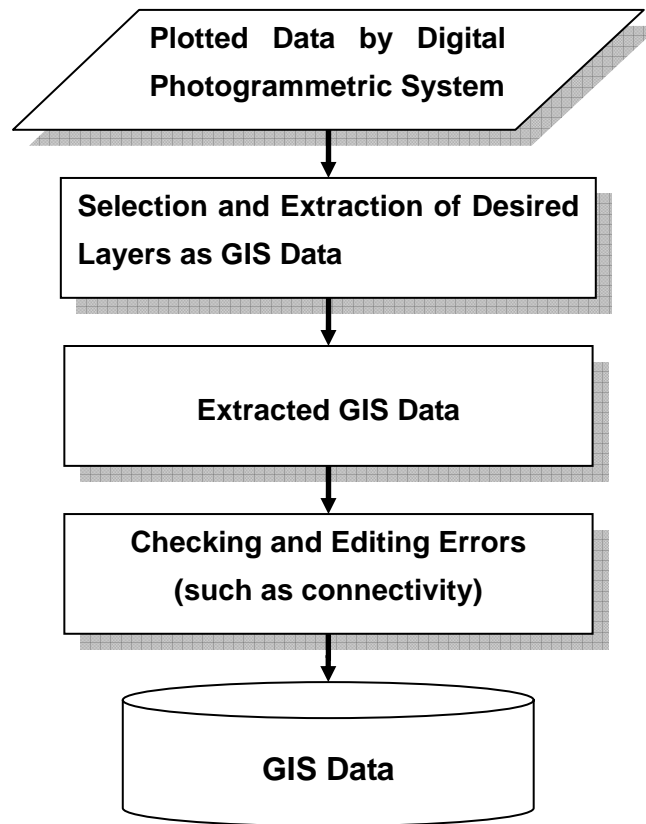 Plotted Data by Digital
Photogrammetric System
Selection and Extraction of Desired
Layers as GIS Data
Extracted GIS Data
Checking and Editing Errors
(such as connectivity)
GIS Data